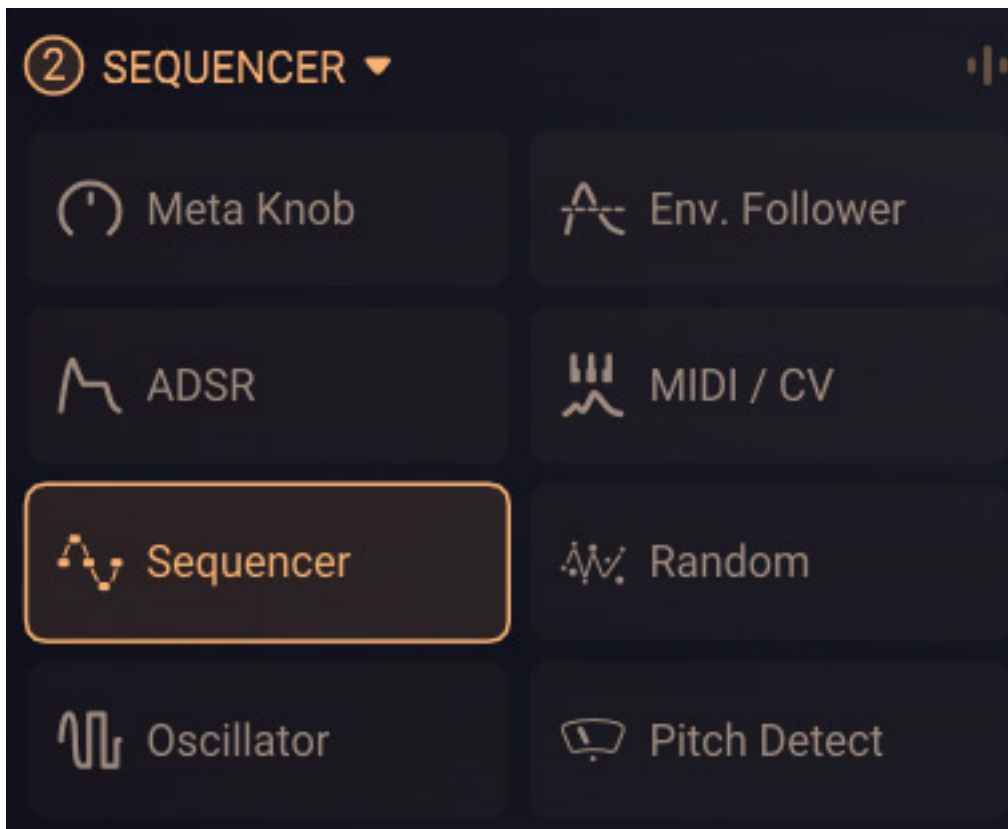 2 SEQUENCER
Meta Knob
Env. Follower
ADSR
MIDI / CV
Sequencer
Random
Oscillator
Pitch Detect